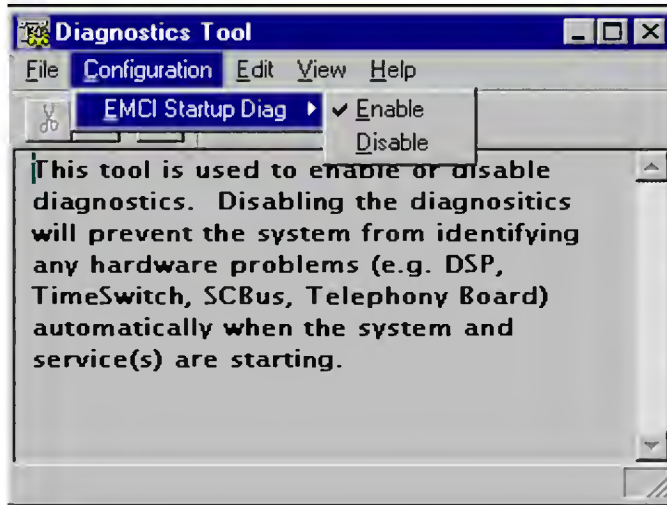 Diagnostics Tool
File Configuration Edit View Help
EMCI Startup Diag Enable
Disable
This tool is used to enable or disable
diagnostics. Disabling the diagnositics
will prevent the system from identifying
any hardware problems (e.g. DSP,
TimeSwitch, SCBus, Telephony Board)
automatically when the system and
service(s) are starting.